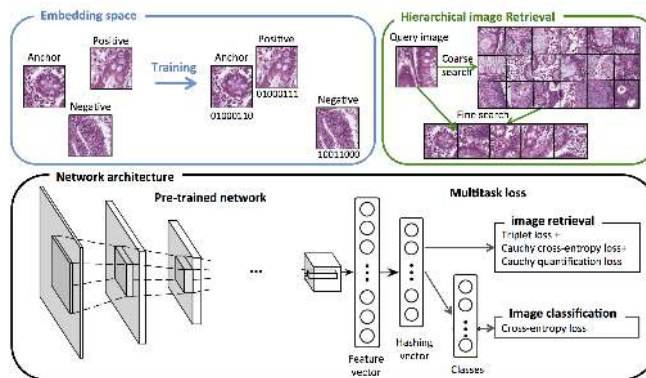 Embedding space
Positive
Anchor
Negative
Training
Anchor
01000110
Positive
01000111
Negative
10011000
Hierarchical image Retrieval
Query image
Coarse
search
Fine search
Network architecture
Pre-trained network
Multitask loss
...
Feature
vector
Hashing
vector
Classes
image retrieval
Triplet loss +
Cauchy cross-entropy loss+
Cauchy quantification loss
Image classification
Cross-entropy loss